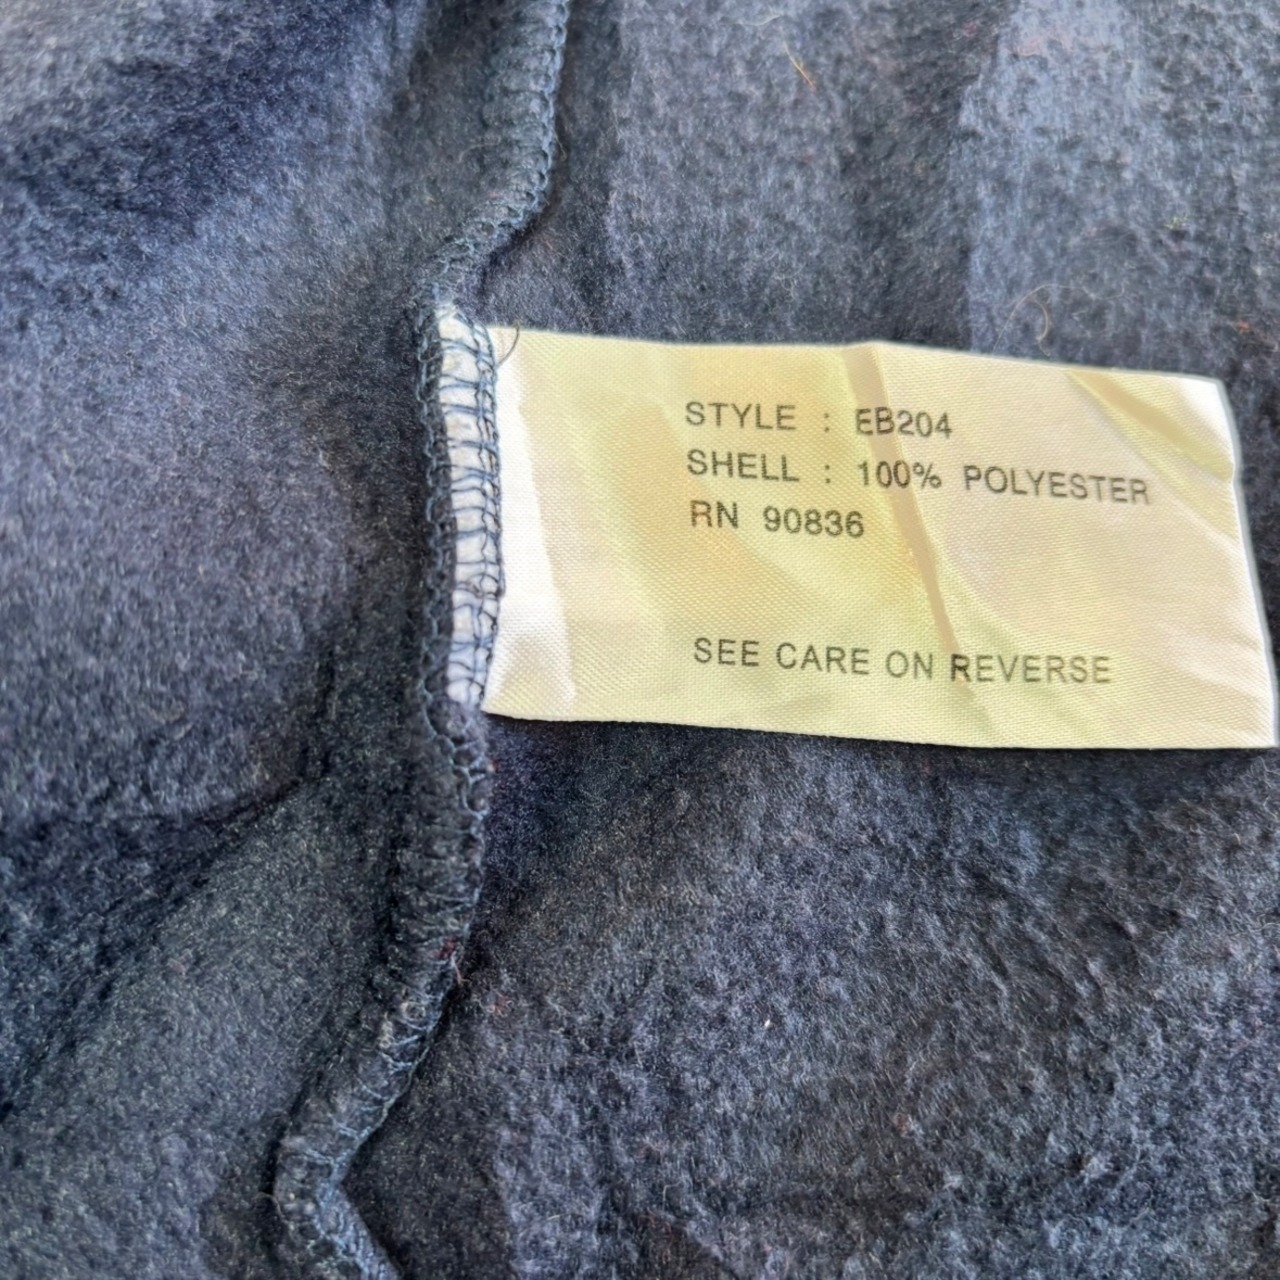 STYLE : EB204
SHELL : 100% POLYESTER
RN 90836
SEE CARE ON REVERSE